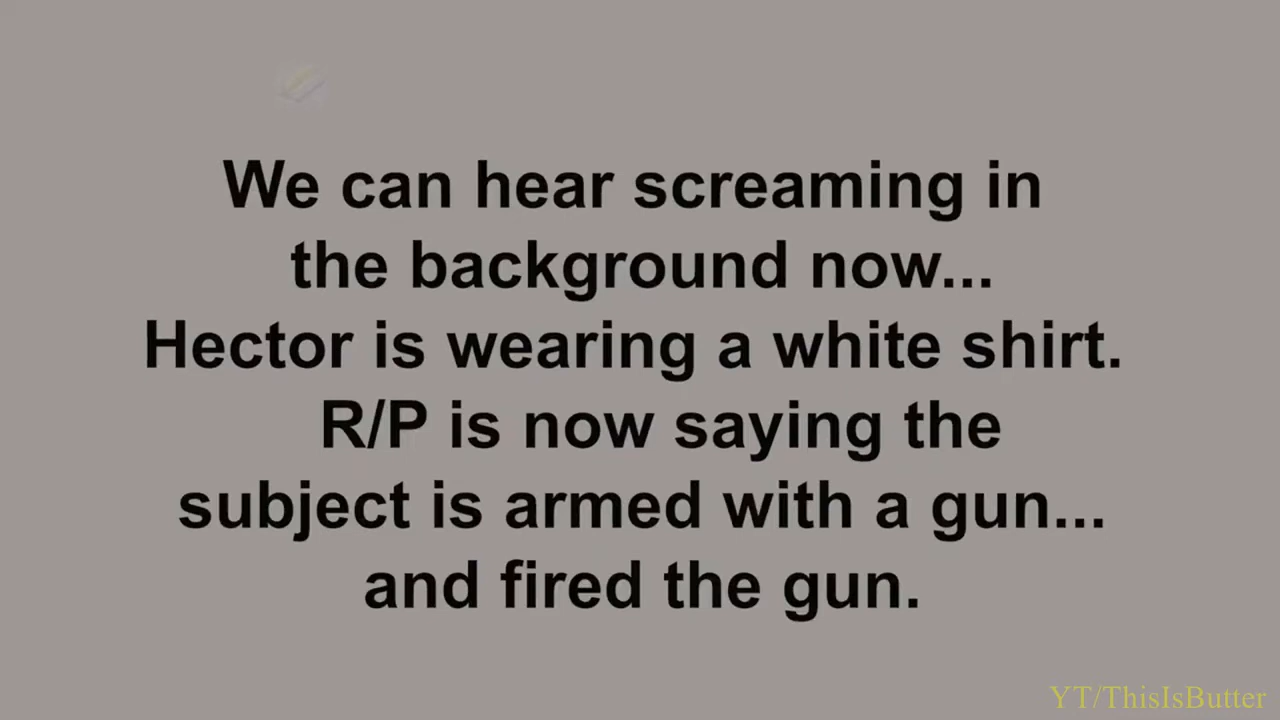 We can hear screaming in
the background now...
Hector is wearing a white shirt.
R/P is now saying the
subject is armed with a gun...
and fired the gun.
YT/ThisIsButter